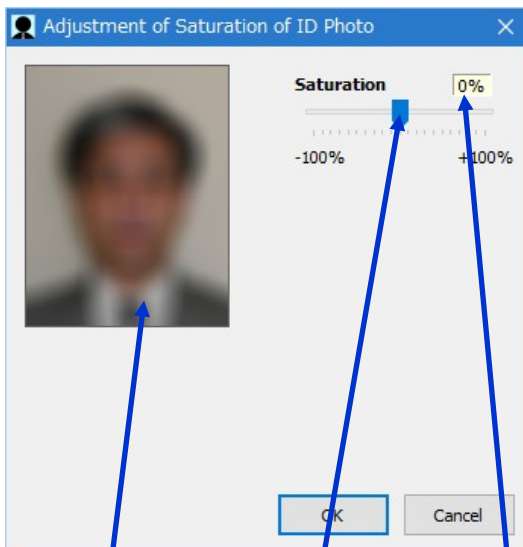 Adjustment of Saturation of ID Photo
Saturation 0%
-100% +100%
OK Cancel